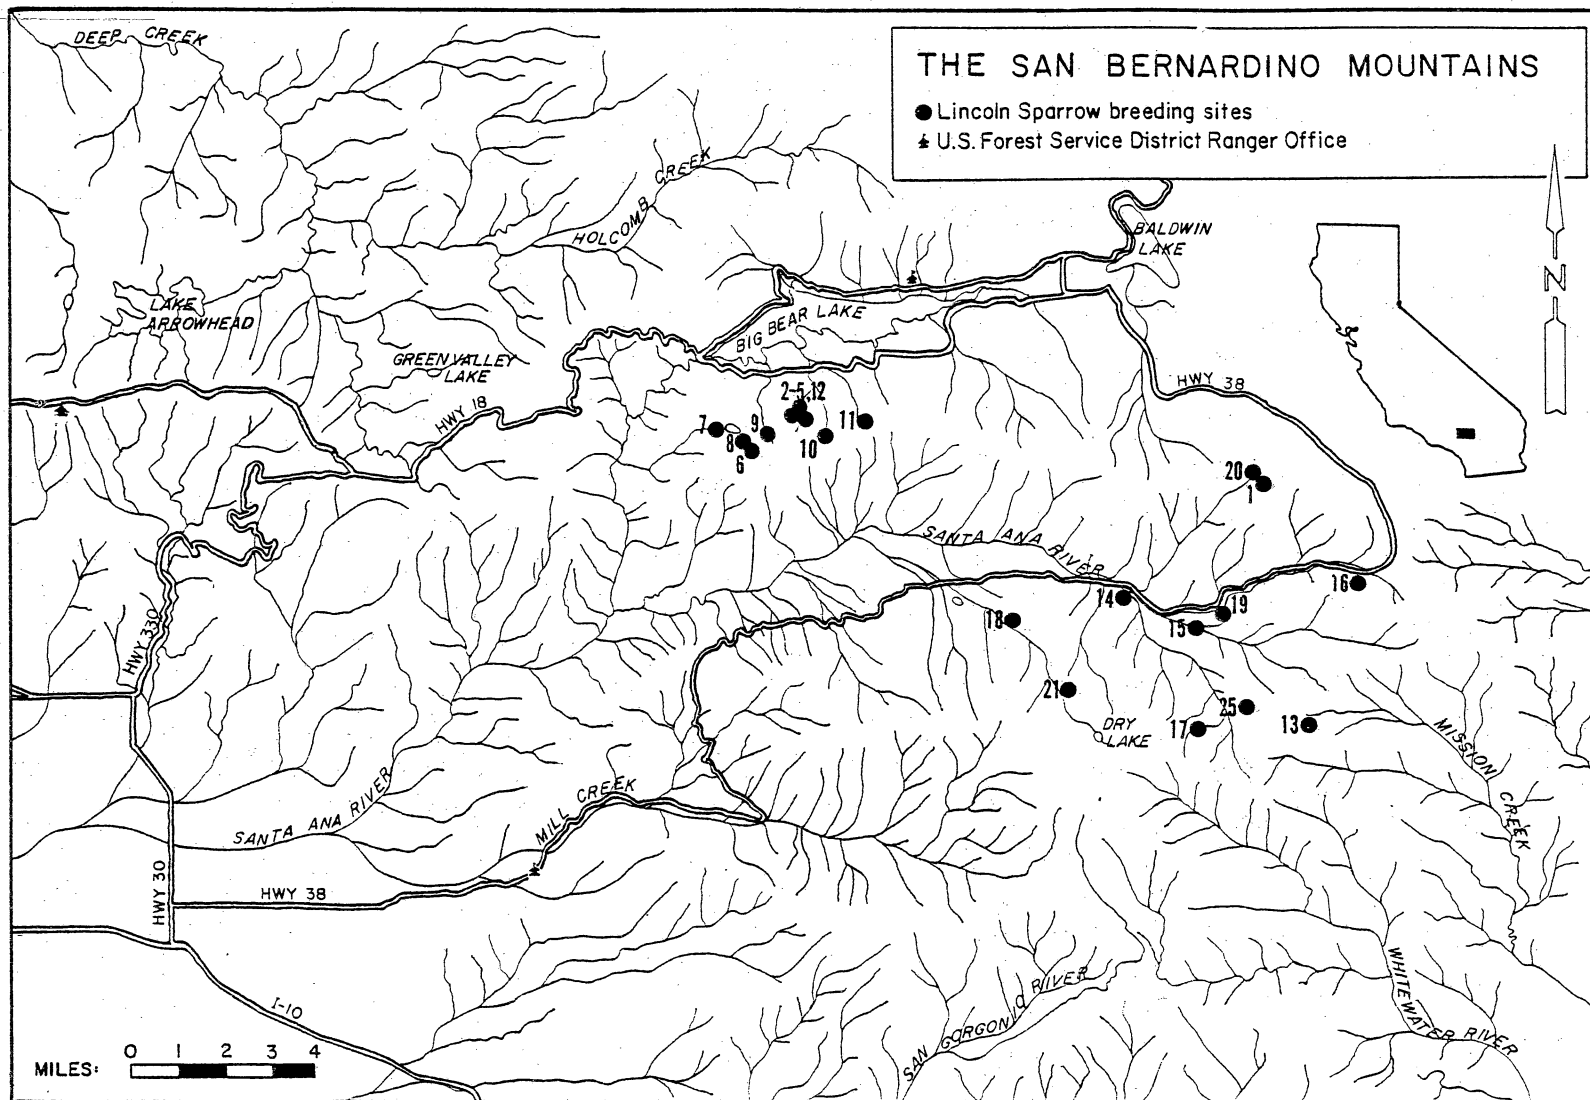 THE SAN BERNARDINO MOUNTAINS
Lincoln Sparrow breeding sites
U.S. Forest Service District Ranger Office
DEEP CREEK
HOLCOMB CREEK
BALDWIN
LAKE
N
LAKE
ARROWHEAD
BIG BEAR LAKE
GREEN VALLEY
LAKE
HWY 18
HWY 38
2-5,12
7
8
9
6
10
11
20
1
SANTA ANA RIVER
16
14
19
18
15
HWY 330
21
25
17
13
DRY
LAKE
MISSION CREEK
SANTA ANA RIVER
MILL CREEK
HWY 30
HWY 38
I-10
SAN GORGONIO RIVER
WHITEWATER RIVER
MILES: 0 1 2 3 4